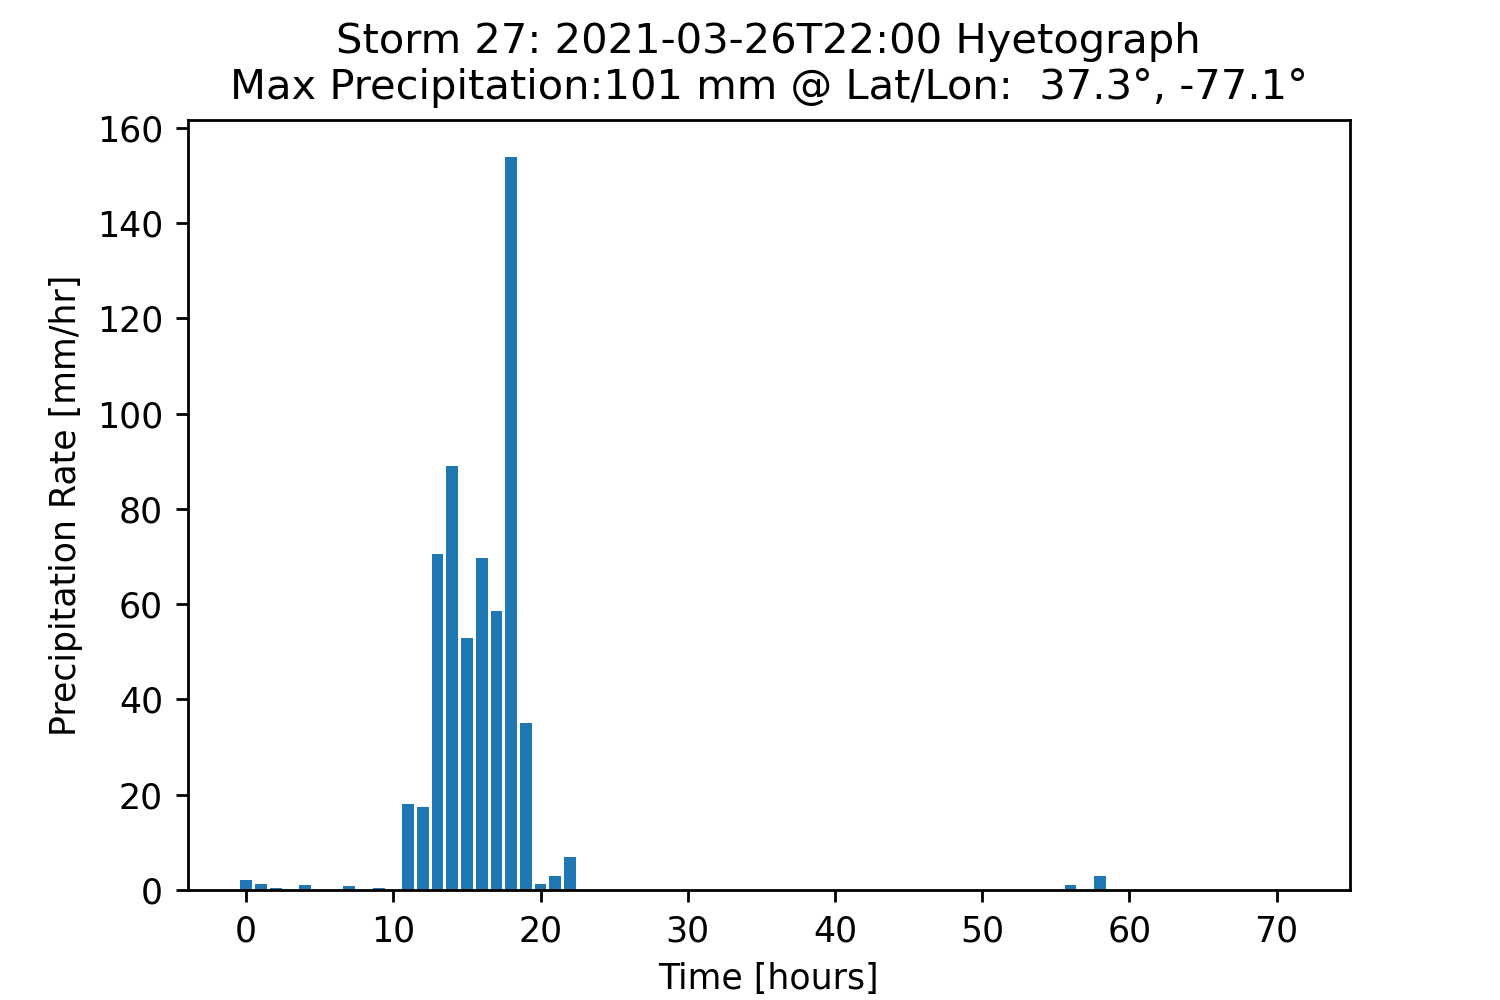 Storm 27: 2021-03-26T22:00 Hyetograph
Max Precipitation:101 mm @ Lat/Lon:  37.3°, -77.1°
160
140
120
100
80
60
40
20
0
Precipitation Rate [mm/hr]
0 10 20 30 40 50 60 70
Time [hours]